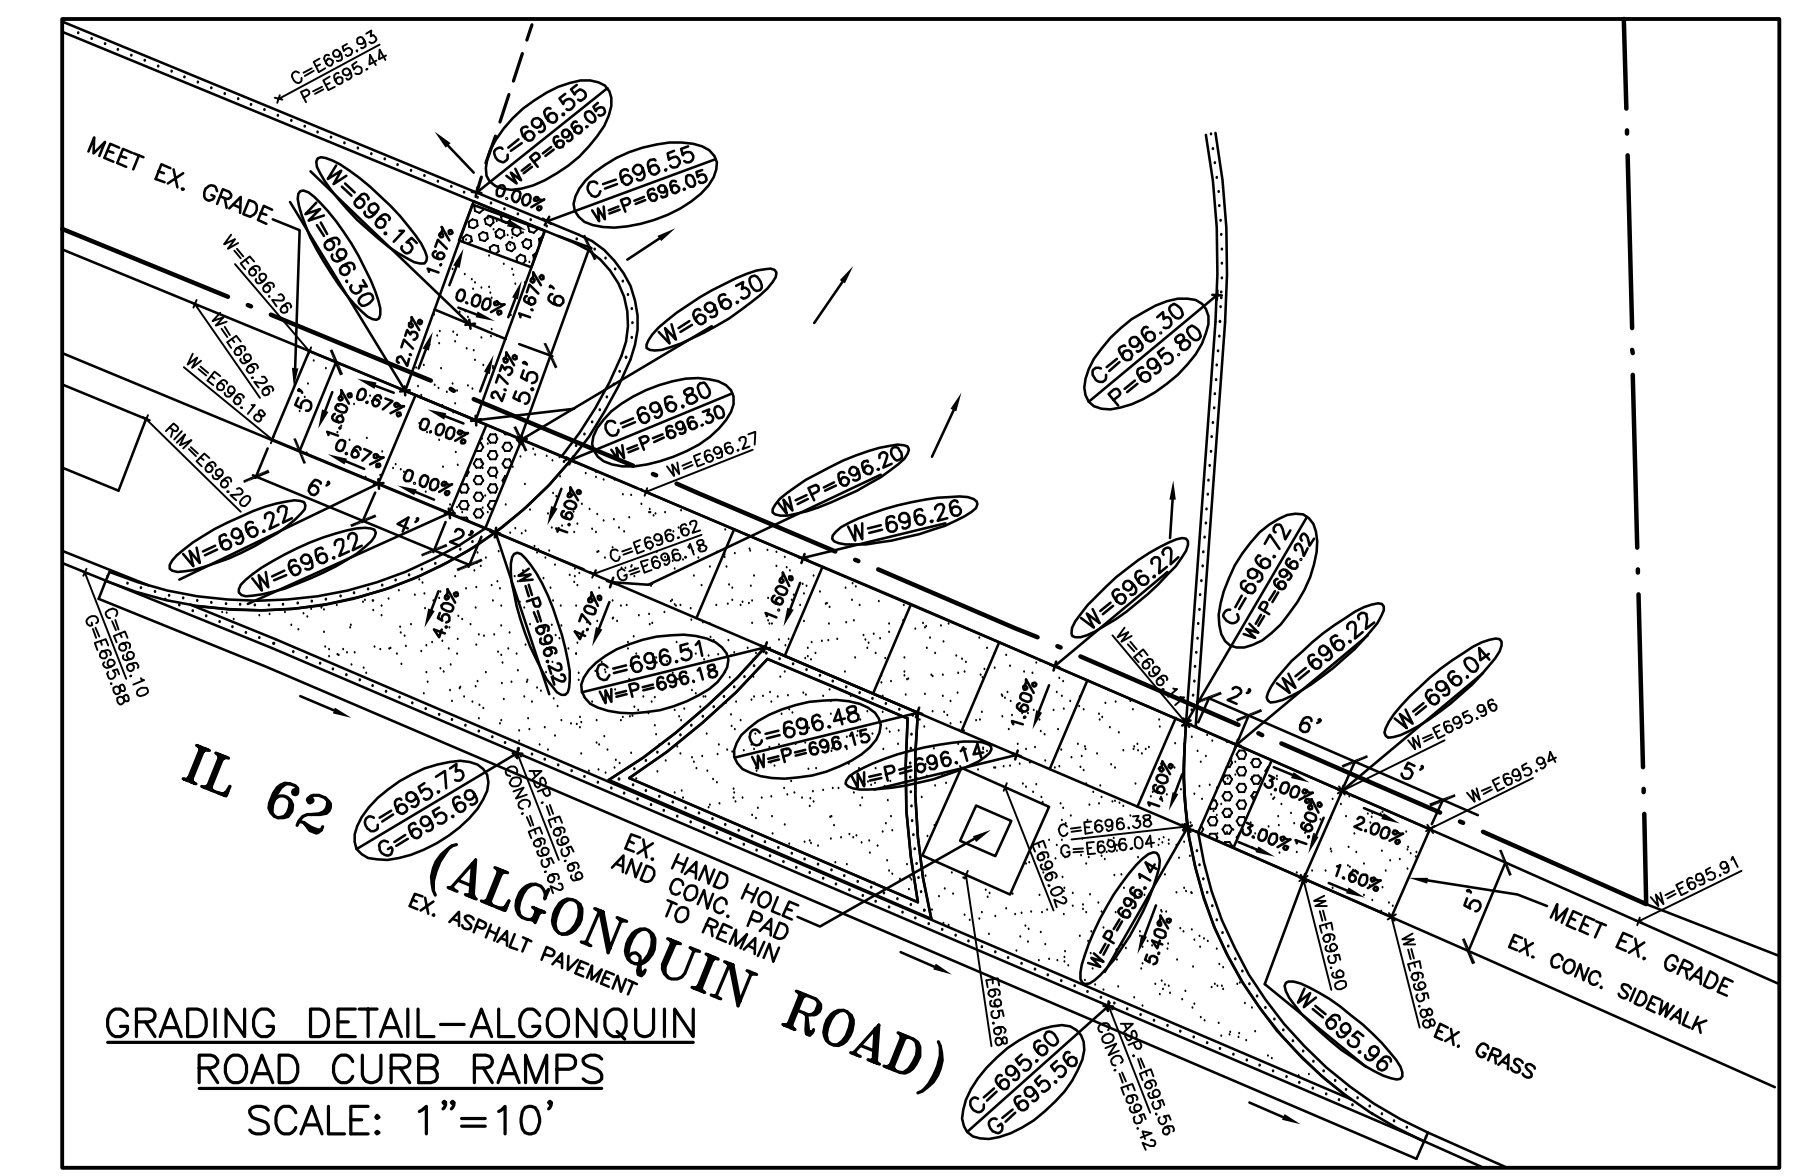 C=E695.93
P=E695.44
C=696.55
W=P=696.05
C=696.55
W=P=696.05
MEET EX. GRADE
W=696.15
W=696.30
0.00%
1.67%
1.67%
6'
0.00%
2.73%
2.73%
5.5'
W=E696.26
W=E696.26
W=E696.18
RIM=E696.20
5'
1.60%
0.67%
0.67%
0.00%
0.00%
6'
4'
2'
W=696.22
W=696.22
W=696.30
C=696.80
W=P=696.30
W=E696.27
W=P=696.20
W=696.26
C=E696.62
G=E696.18
1.60%
1.60%
4.50%
4.70%
W=P=696.22
C=696.51
W=P=696.18
C=696.48
W=P=696.15
W=P=696.14
C=696.30
P=695.80
W=696.22
C=696.72
W=P=696.22
W=696.22
W=696.04
W=E695.96
W=E695.94
2'
6'
5'
1.60%
1.60%
3.00%
3.00%
1.60%
2.00%
1.60%
C=E696.38
G=E696.04
E696.02
W=P=696.14
5.40%
E695.68
W=E695.90
W=E695.88
W=695.96
W=E695.91
5'
MEET EX. GRADE
EX. CONC. SIDEWALK
EX. GRASS
C=E696.10
G=E695.88
C=695.73
G=695.69
ASP.=E695.69
CONC.=E695.62
C=695.60
G=695.56
ASP.=E695.56
CONC.=E695.42
EX. HAND HOLE
AND CONC. PAD
TO REMAIN
IL 62 (ALGONQUIN ROAD)
EX. ASPHALT PAVEMENT
GRADING DETAIL-ALGONQUIN
ROAD CURB RAMPS
SCALE: 1"=10'